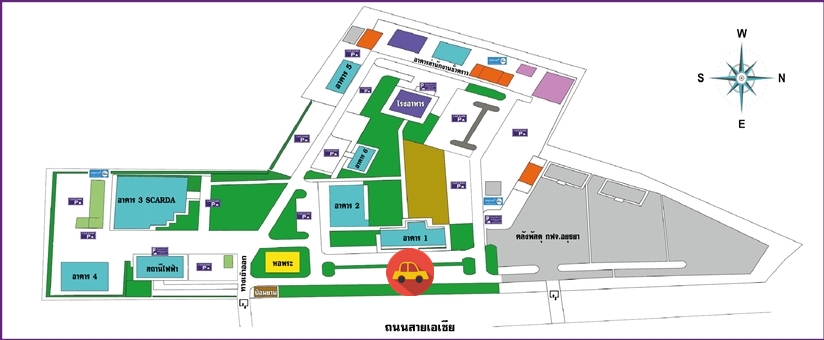 W
S
N
E
อาคารสำนักงานชั่วคราว
อาคาร 5
โรงอาหาร
อาคาร 6
อาคาร 3 SCARDA
อาคาร 2
อาคาร 1
คลังพัสดุ กฟจ.อยุธยา
หอพระ
สถานีไฟฟ้า
อาคาร 4
ทางเข้าออก
ป้อมยาม
ถนนสายเอเซีย